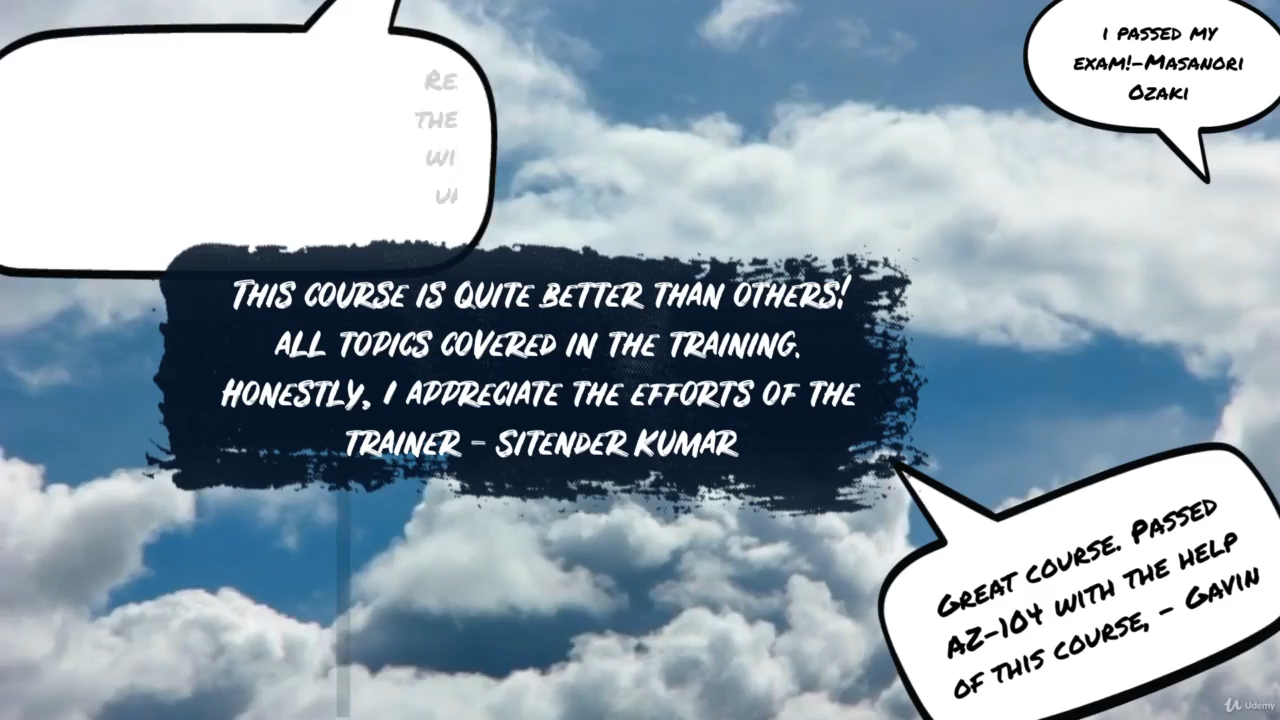 THE
I PASSED MY
EXAM!-MASANORI
OZAKI
THIS COURSE IS QUITE BETTER THAN OTHERS!
ALL TOPICS COVERED IN THE TRAINING.
HONESTLY, I APPRECIATE THE EFFORTS OF THE
TRAINER - SITENDER KUMAR
GREAT COURSE. PASSED
AZ-104 WITH THE HELP
OF THIS COURSE, - GAVIN
Udemy